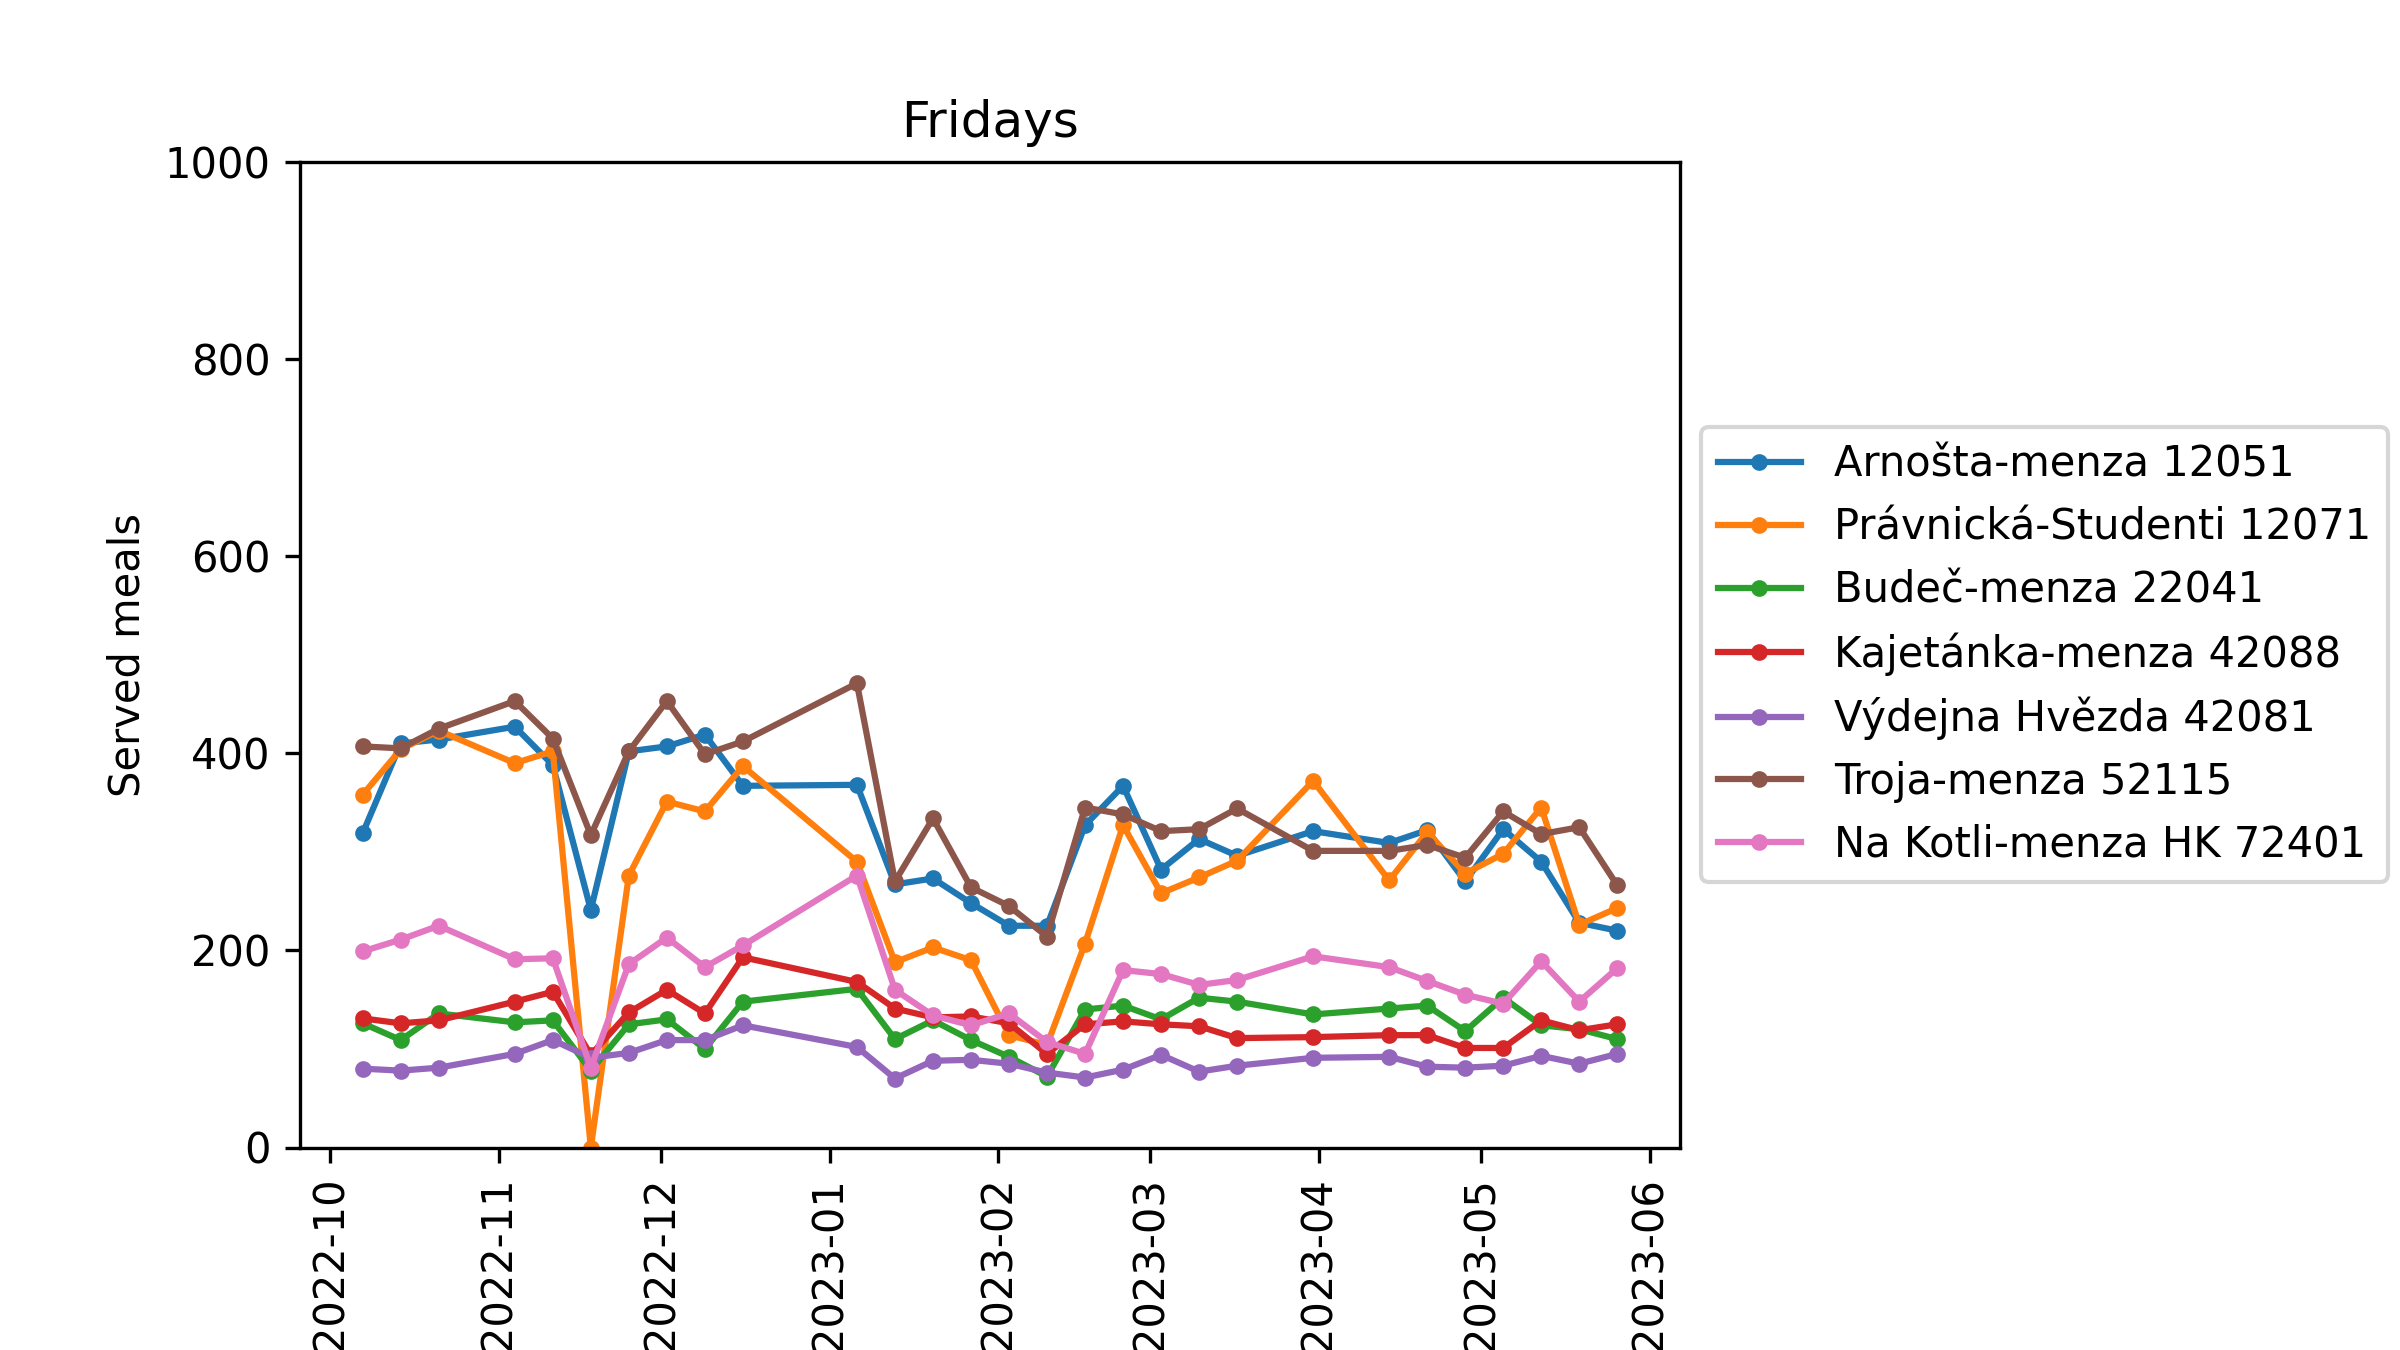 Fridays
1000
800
600
400
200
0
Served meals
2022-10
2022-11
2022-12
2023-01
2023-02
2023-03
2023-04
2023-05
2023-06
Arnošta-menza 12051
Právnická-Studenti 12071
Budeč-menza 22041
Kajetánka-menza 42088
Výdejna Hvězda 42081
Troja-menza 52115
Na Kotli-menza HK 72401